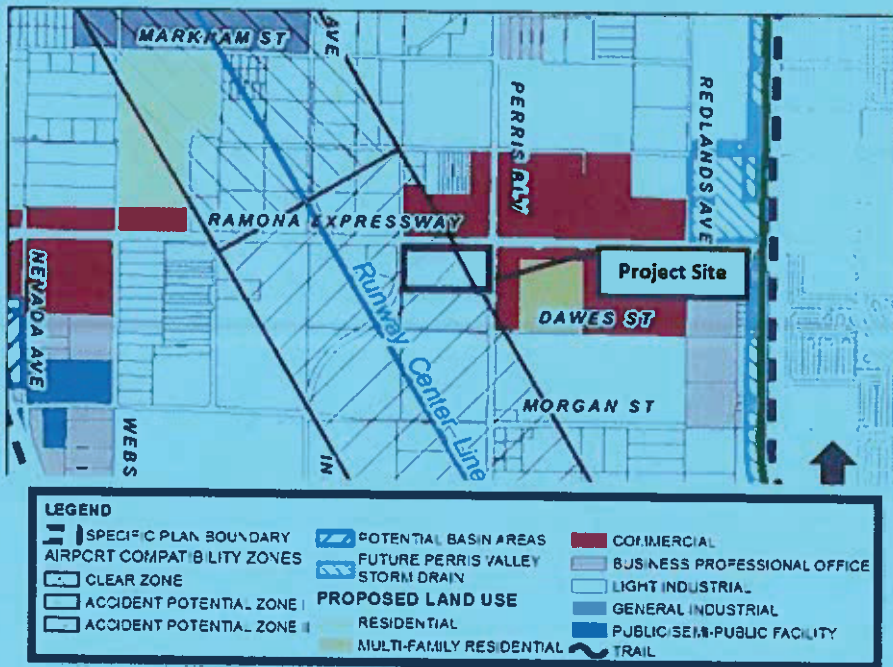 MARKHAM ST
AVE
PERRIS BLV
REDLANDS AVE
RAMONA EXPRESSWAY
NENADA AVE
Runway Center Line
Project Site
DAWES ST
MORGAN ST
WEBS
IN
LEGEND
SPECIFIC PLAN BOUNDARY
AIRPORT COMPATIBILITY ZONES
CLEAR ZONE
ACCIDENT POTENTIAL ZONE I
ACCIDENT POTENTIAL ZONE II
POTENTIAL BASIN AREAS
FUTURE PERRIS VALLEY
STORM DRAIN
PROPOSED LAND USE
RESIDENTIAL
MULTI-FAMILY RESIDENTIAL
COMMERCIAL
BUSINESS PROFESSIONAL OFFICE
LIGHT INDUSTRIAL
GENERAL INDUSTRIAL
PUBLIC/SEMI-PUBLIC FACILITY
TRAIL